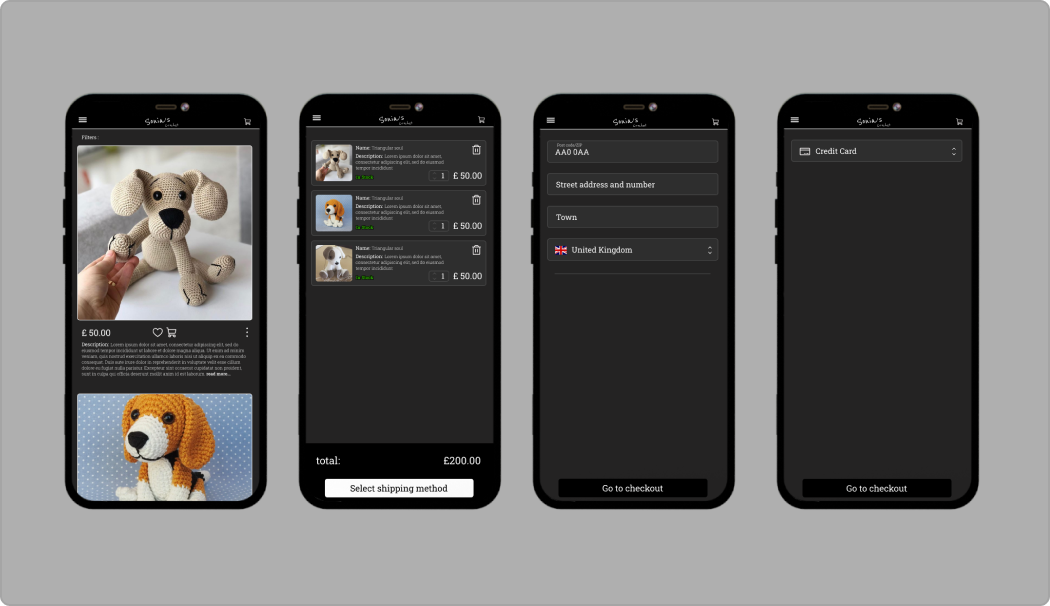 Sonia's
Crochet
Filters:
£ 50.00
Description: Lorem ipsum dolor sit amet, consectetur adipiscing elit, sed do
eiusmod tempor incididunt ut labore et dolore magna aliqua. Ut enim ad minim
veniam, quis nostrud exercitation ullamco laboris nisi ut aliquip ex ea commodo
consequat. Duis aute irure dolor in reprehenderit in voluptate velit esse cillum
dolore eu fugiat nulla pariatur. Excepteur sint occaecat cupidatat non proident,
sunt in culpa qui officia deserunt mollit anim id est laborum. read more...
Sonia's
Crochet
Name: Triangular soul
Description: Lorem ipsum dolor sit amet,
consectetur adipiscing elit, sed do eiusmod
tempor incididunt
In Stock
1
£ 50.00
Name: Triangular soul
Description: Lorem ipsum dolor sit amet,
consectetur adipiscing elit, sed do eiusmod
tempor incididunt
In Stock
1
£ 50.00
Name: Triangular soul
Description: Lorem ipsum dolor sit amet,
consectetur adipiscing elit, sed do eiusmod
tempor incididunt
In Stock
1
£ 50.00
total:
£200.00
Select shipping method
Sonia's
Crochet
Post code/ZIP
AA0 0AA
Street address and number
Town
United Kingdom
Go to checkout
Sonia's
Crochet
Credit Card
Go to checkout